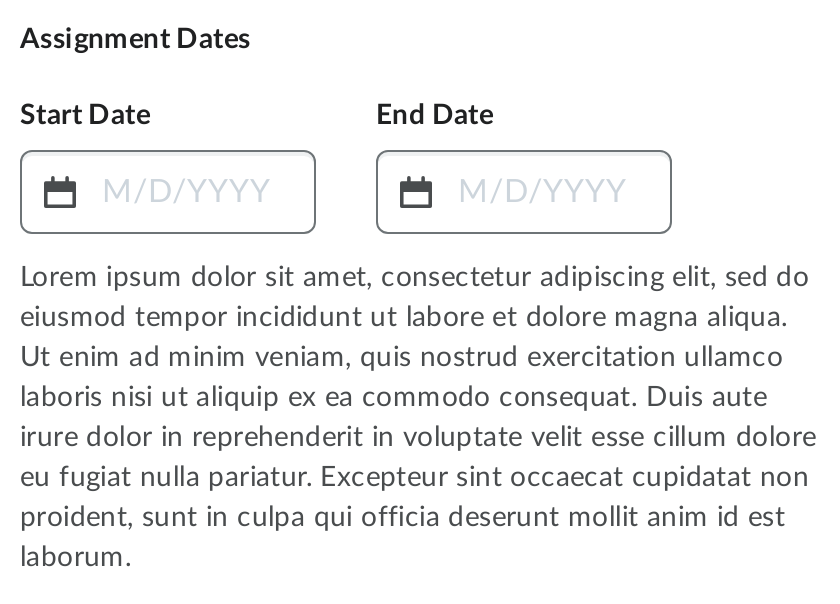 Assignment Dates
Start Date End Date
M/D/YYYY M/D/YYYY
Lorem ipsum dolor sit amet, consectetur adipiscing elit, sed do
eiusmod tempor incididunt ut labore et dolore magna aliqua.
Ut enim ad minim veniam, quis nostrud exercitation ullamco
laboris nisi ut aliquip ex ea commodo consequat. Duis aute
irure dolor in reprehenderit in voluptate velit esse cillum dolore
eu fugiat nulla pariatur. Excepteur sint occaecat cupidatat non
proident, sunt in culpa qui officia deserunt mollit anim id est
laborum.